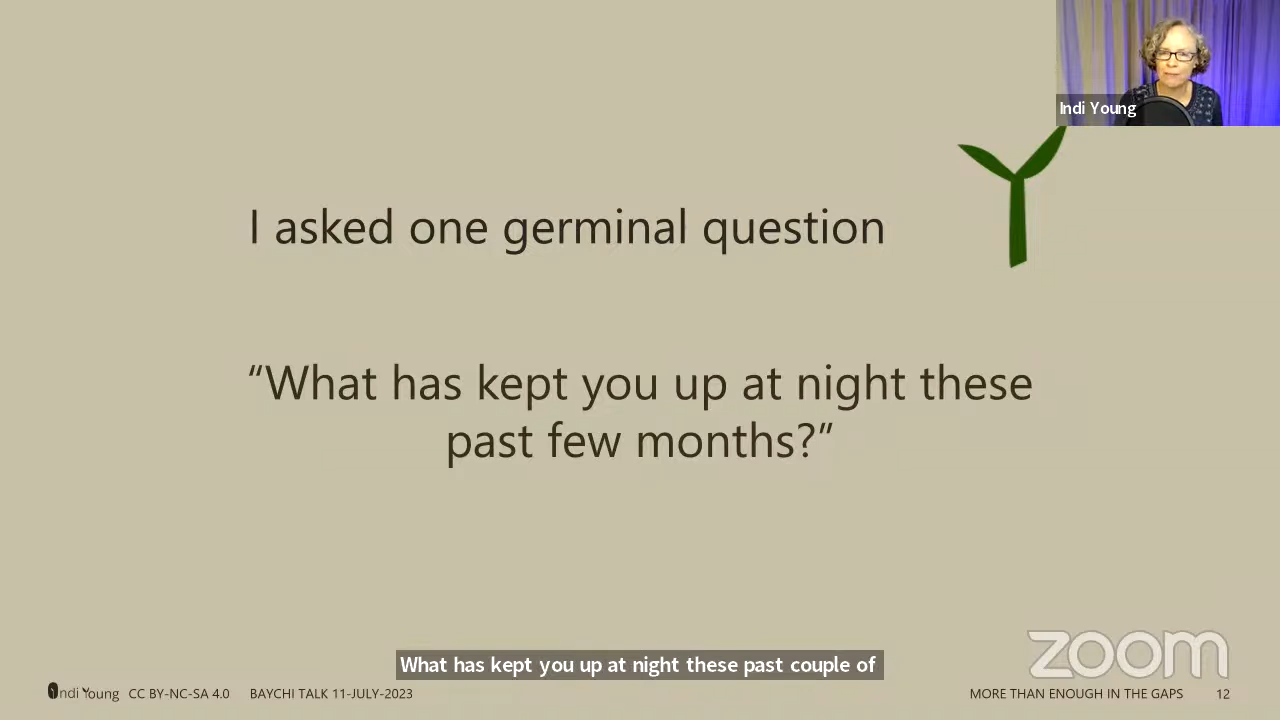 Indi Young
I asked one germinal question
“What has kept you up at night these
past few months?”
zoom
What has kept you up at night these past couple of
Indi Young CC BY-NC-SA 4.0 BAYCHI TALK 11-JULY-2023 MORE THAN ENOUGH IN THE GAPS 12